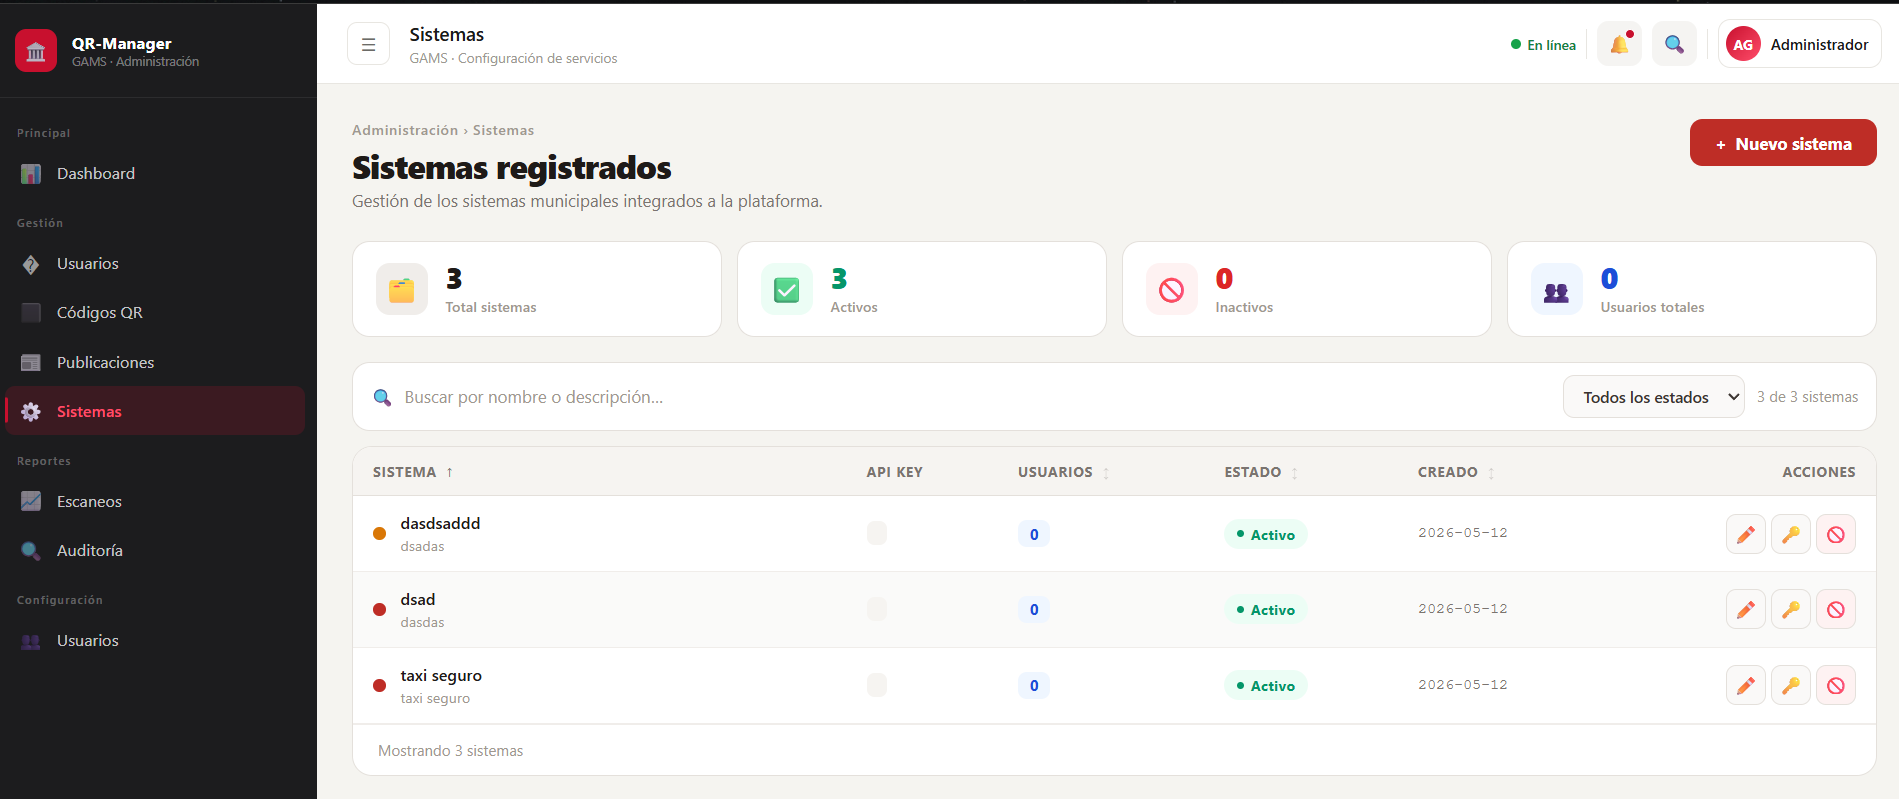 QR-Manager
GAMS · Administración
Principal
Dashboard
Gestión
Usuarios
Códigos QR
Publicaciones
Sistemas
Reportes
Escaneos
Auditoría
Configuración
Usuarios
Sistemas
GAMS · Configuración de servicios
En línea
AG Administrador
Administración › Sistemas
Sistemas registrados
Gestión de los sistemas municipales integrados a la plataforma.
+ Nuevo sistema
3
Total sistemas
3
Activos
0
Inactivos
0
Usuarios totales
Buscar por nombre o descripción...
Todos los estados
3 de 3 sistemas
SISTEMA ↑ API KEY USUARIOS ↕ ESTADO ↕ CREADO ↕ ACCIONES
dasdsaddd
dsadas
0 Activo 2026-05-12
dsad
dasdas
0 Activo 2026-05-12
taxi seguro
taxi seguro
0 Activo 2026-05-12
Mostrando 3 sistemas